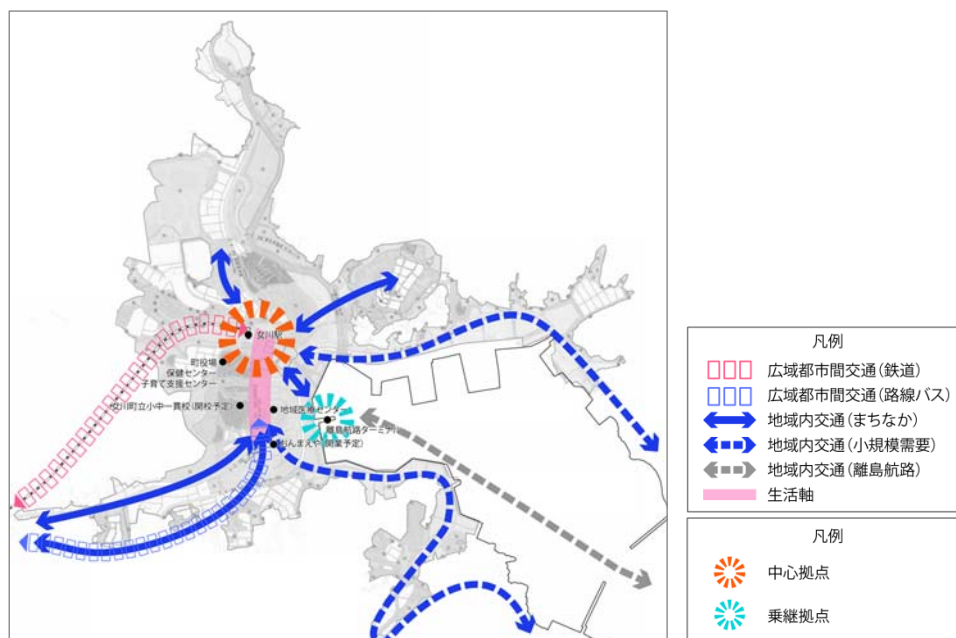 女川駅
町役場
保健センター
子育て支援センター
女川町立小中一貫校(開校予定)
地域医療センター
離島航路ターミナル
おんまえや(開業予定)
凡例
広域都市間交通(鉄道)
広域都市間交通(路線バス)
地域内交通(まちなか)
地域内交通(小規模需要)
地域内交通(離島航路)
生活軸
凡例
中心拠点
乗継拠点